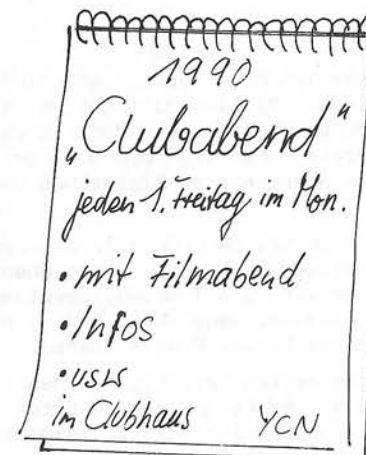 1990
„Clubabend“
jeden 1. Freitag im Mon.
• mit Filmabend
• Infos
• usw
im Clubhaus YCN